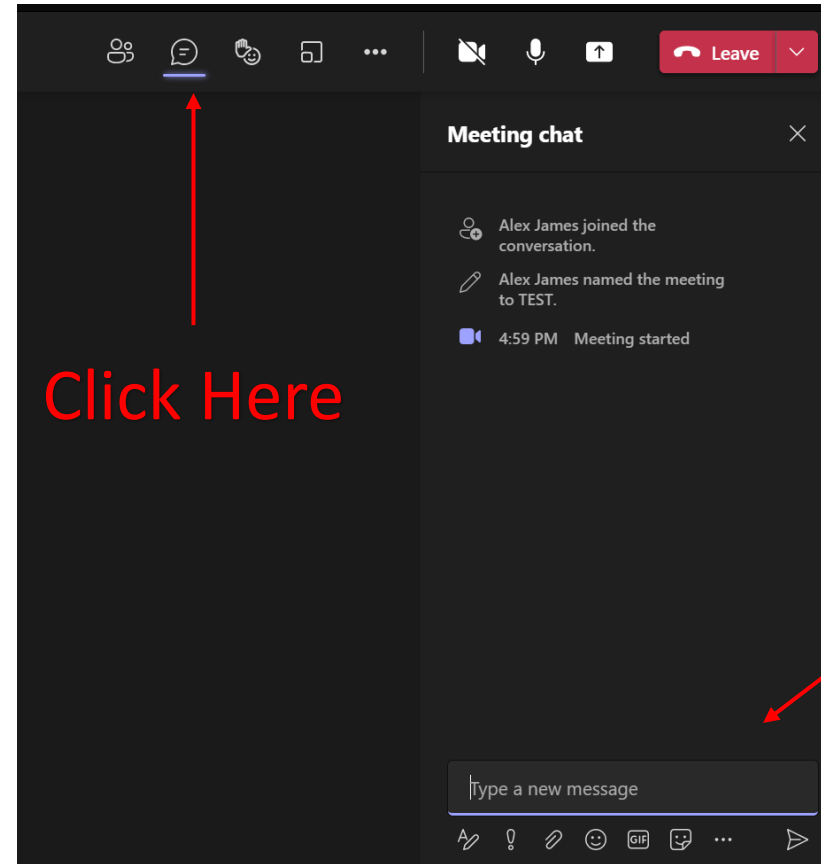 Leave
Meeting chat
Alex James joined the
conversation.
Alex James named the meeting
to TEST.
4:59 PM Meeting started
Click Here
Type a new message
GIF